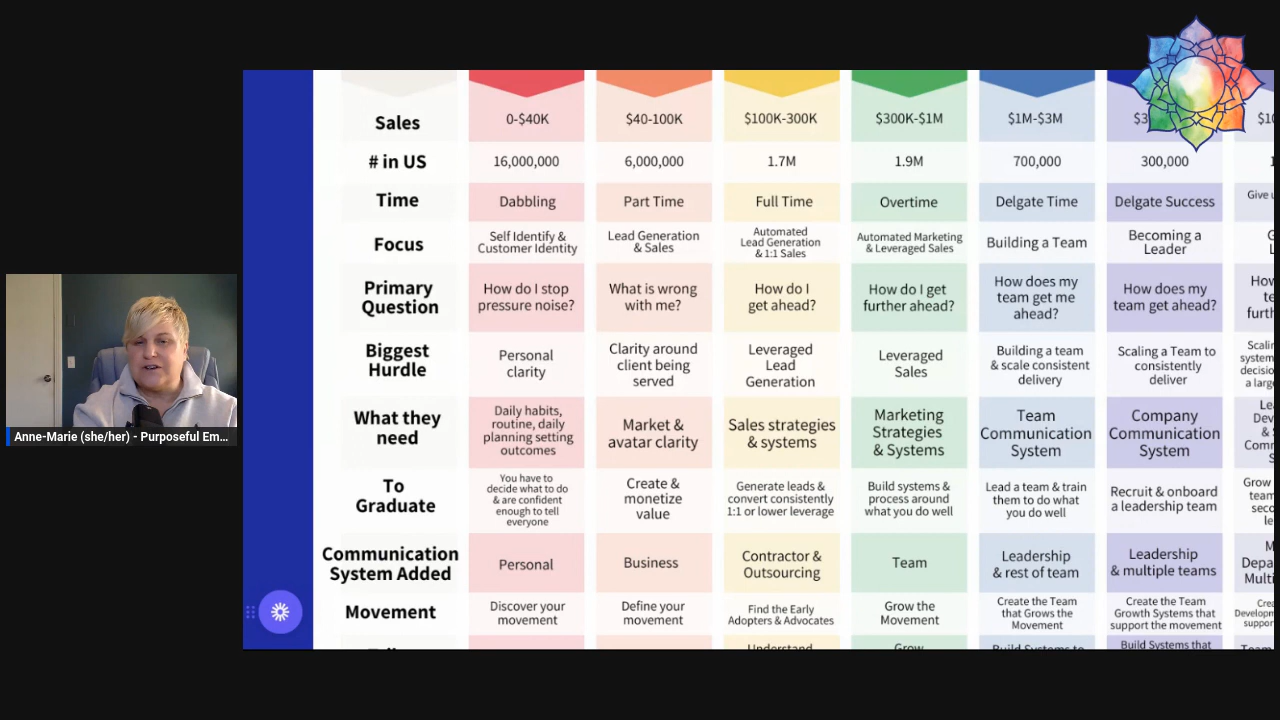 Sales
0-$40K
$40-100K
$100K-300K
$300K-$1M
$1M-$3M
# in US
16,000,000
6,000,000
1.7M
1.9M
700,000
300,000
Time
Dabbling
Part Time
Full Time
Overtime
Delgate Time
Delgate Success
Give
Focus
Self Identify &
Customer Identity
Lead Generation
& Sales
Automated
Lead Generation
& 1:1 Sales
Automated Marketing
& Leveraged Sales
Building a Team
Becoming a
Leader
Primary
Question
How do I stop
pressure noise?
What is wrong
with me?
How do I
get ahead?
How do I get
further ahead?
How does my
team get me
ahead?
How does my
team get ahead?
Biggest
Hurdle
Personal
clarity
Clarity around
client being
served
Leveraged
Lead
Generation
Leveraged
Sales
Building a team
& scale consistent
delivery
Scaling a Team to
consistently
deliver
What they
need
Daily habits,
routine, daily
planning setting
outcomes
Market &
avatar clarity
Sales strategies
& systems
Marketing
Strategies
& Systems
Team
Communication
System
Company
Communication
System
To
Graduate
You have to
decide what to do
& are confident
enough to tell
everyone
Create &
monetize
value
Generate leads &
convert consistently
1:1 or lower leverage
Build systems &
process around
what you do well
Lead a team & train
them to do what
you do well
Recruit & onboard
a leadership team
Grow
Communication
System Added
Personal
Business
Contractor &
Outsourcing
Team
Leadership
& rest of team
Leadership
& multiple teams
Movement
Discover your
movement
Define your
movement
Find the Early
Adopters & Advocates
Grow the
Movement
Create the Team
that Grows the
Movement
Create the Team
Growth Systems that
support the movement
Understand
Grow
Build Systems to
Build Systems that
Anne-Marie (she/her) - Purposeful Em...